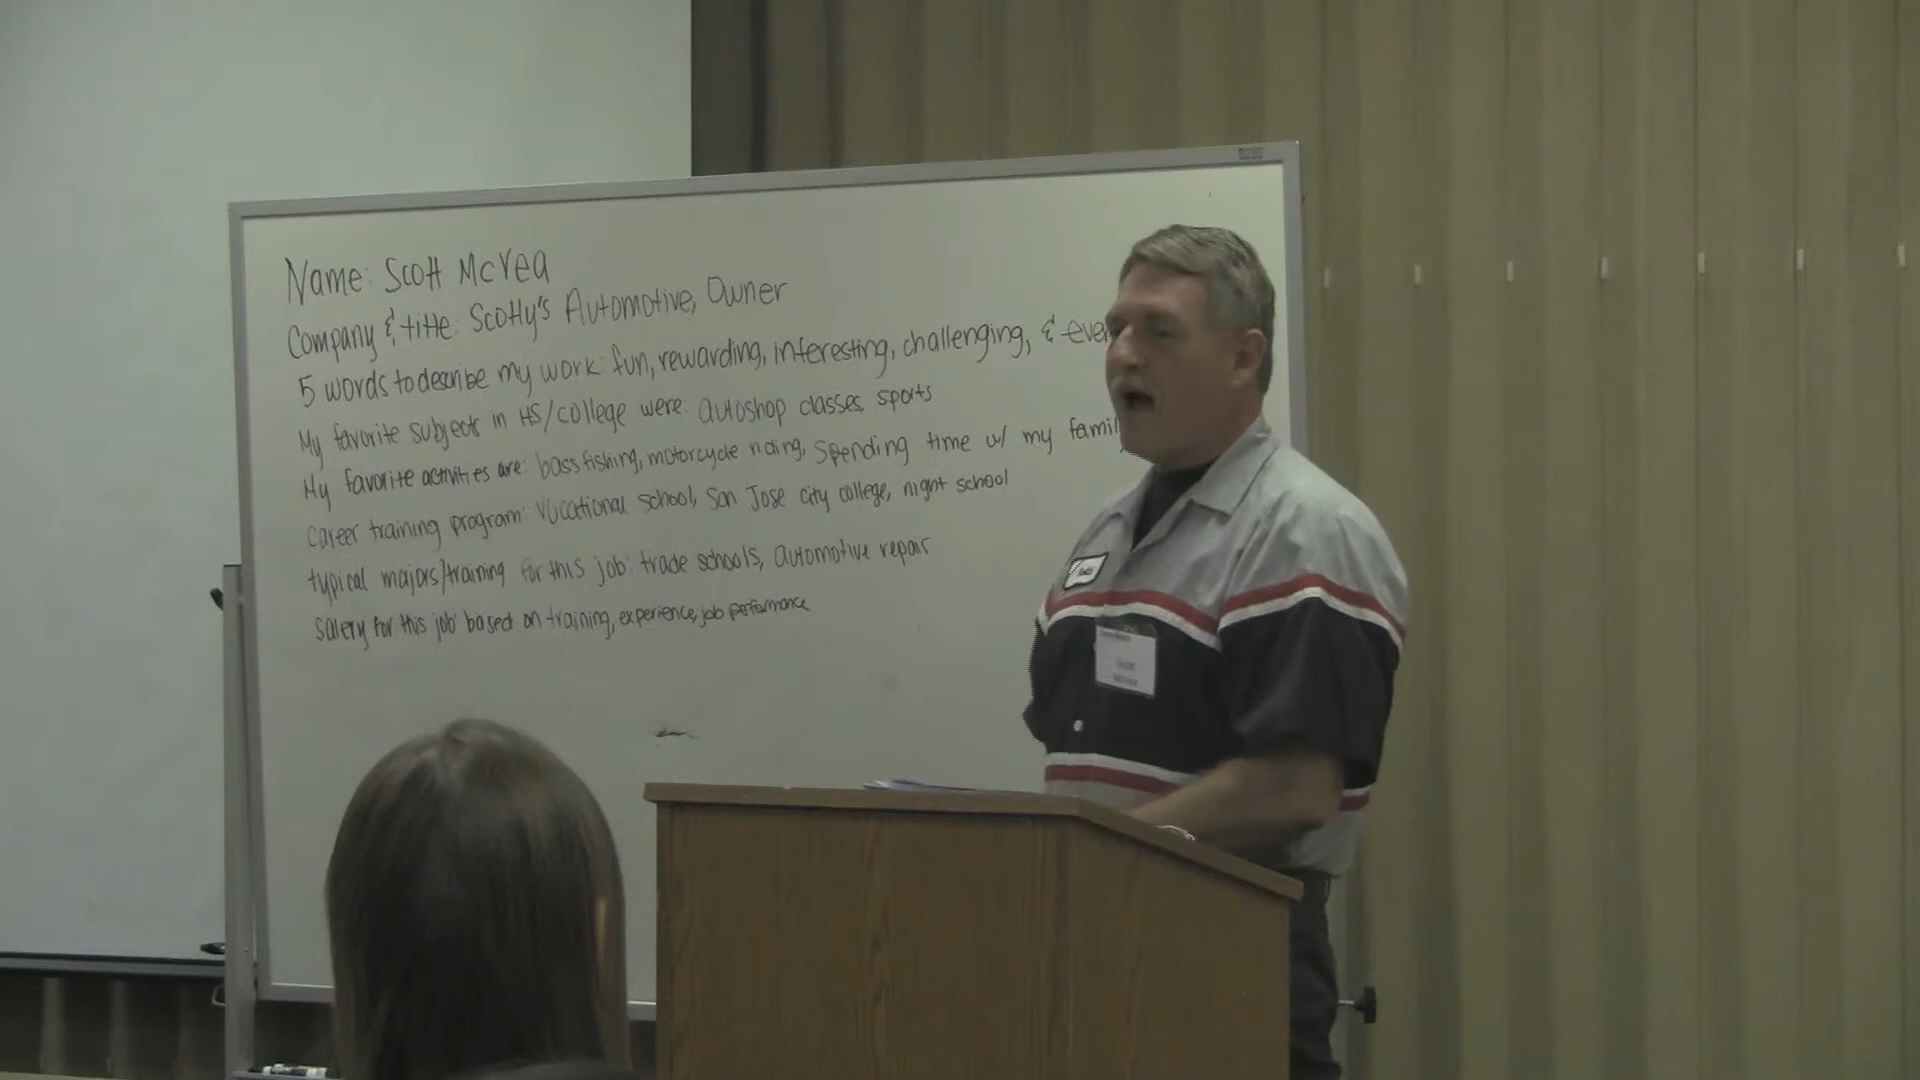 Name: Scott McVea
Company & title: Scotty's Automotive, Owner
5 words to describe my work: fun, rewarding, interesting, challenging, & ever
My favorite subjects in HS/college were: autoshop classes, sports
My favorite activities are: bass fishing, motorcycle riding, spending time w/ my famil
career training program: vocational school, San Jose city college, night school
typical majors/training for this job: trade schools, automotive repair
salery for this job: based on training, experience, job performance
Scott